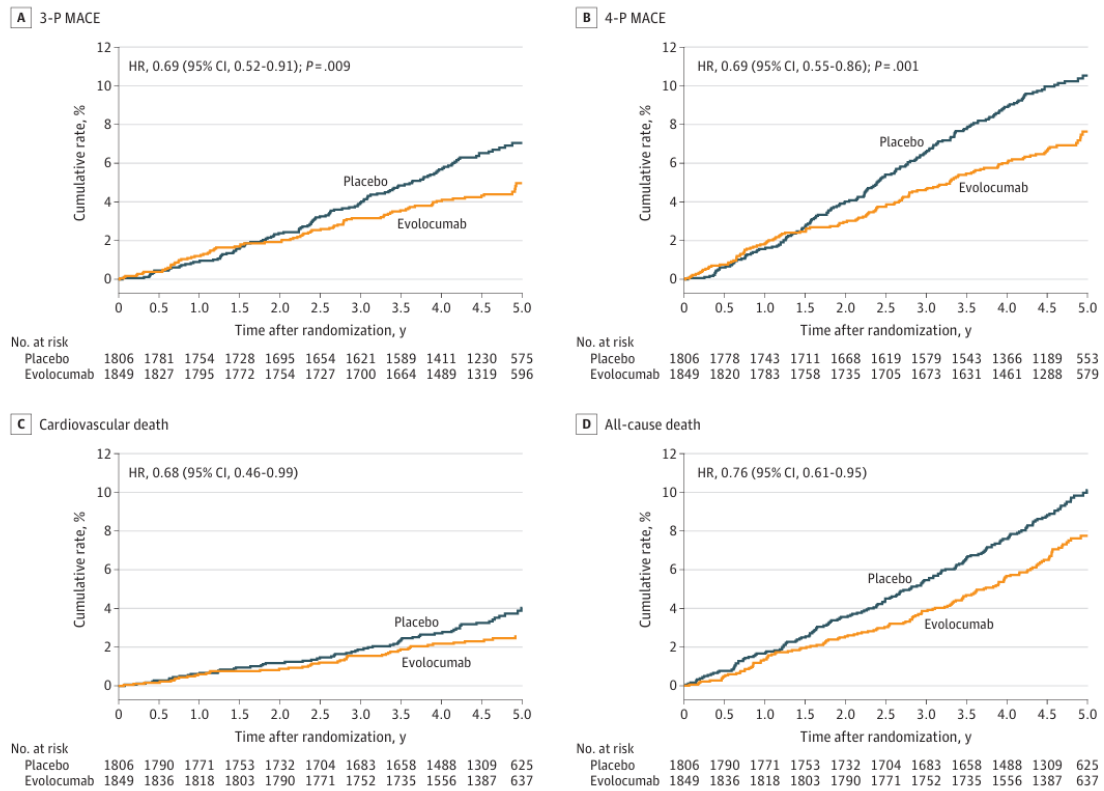 A 3-P MACE
12
10
8
6
4
2
0
Cumulative rate, %
HR, 0.69 (95% CI, 0.52-0.91); P = .009
Placebo
Evolocumab
0 0.5 1.0 1.5 2.0 2.5 3.0 3.5 4.0 4.5 5.0
Time after randomization, y
No. at risk
Placebo 1806 1781 1754 1728 1695 1654 1621 1589 1411 1230 575
Evolocumab 1849 1827 1795 1772 1754 1727 1700 1664 1489 1319 596
B 4-P MACE
12
10
8
6
4
2
0
Cumulative rate, %
HR, 0.69 (95% CI, 0.55-0.86); P = .001
Placebo
Evolocumab
0 0.5 1.0 1.5 2.0 2.5 3.0 3.5 4.0 4.5 5.0
Time after randomization, y
No. at risk
Placebo 1806 1778 1743 1711 1668 1619 1579 1543 1366 1189 553
Evolocumab 1849 1820 1783 1758 1735 1705 1673 1631 1461 1288 579
C Cardiovascular death
12
10
8
6
4
2
0
Cumulative rate, %
HR, 0.68 (95% CI, 0.46-0.99)
Placebo
Evolocumab
0 0.5 1.0 1.5 2.0 2.5 3.0 3.5 4.0 4.5 5.0
Time after randomization, y
No. at risk
Placebo 1806 1790 1771 1753 1732 1704 1683 1658 1488 1309 625
Evolocumab 1849 1836 1818 1803 1790 1771 1752 1735 1556 1387 637
D All-cause death
12
10
8
6
4
2
0
Cumulative rate, %
HR, 0.76 (95% CI, 0.61-0.95)
Placebo
Evolocumab
0 0.5 1.0 1.5 2.0 2.5 3.0 3.5 4.0 4.5 5.0
Time after randomization, y
No. at risk
Placebo 1806 1790 1771 1753 1732 1704 1683 1658 1488 1309 625
Evolocumab 1849 1836 1818 1803 1790 1771 1752 1735 1556 1387 637